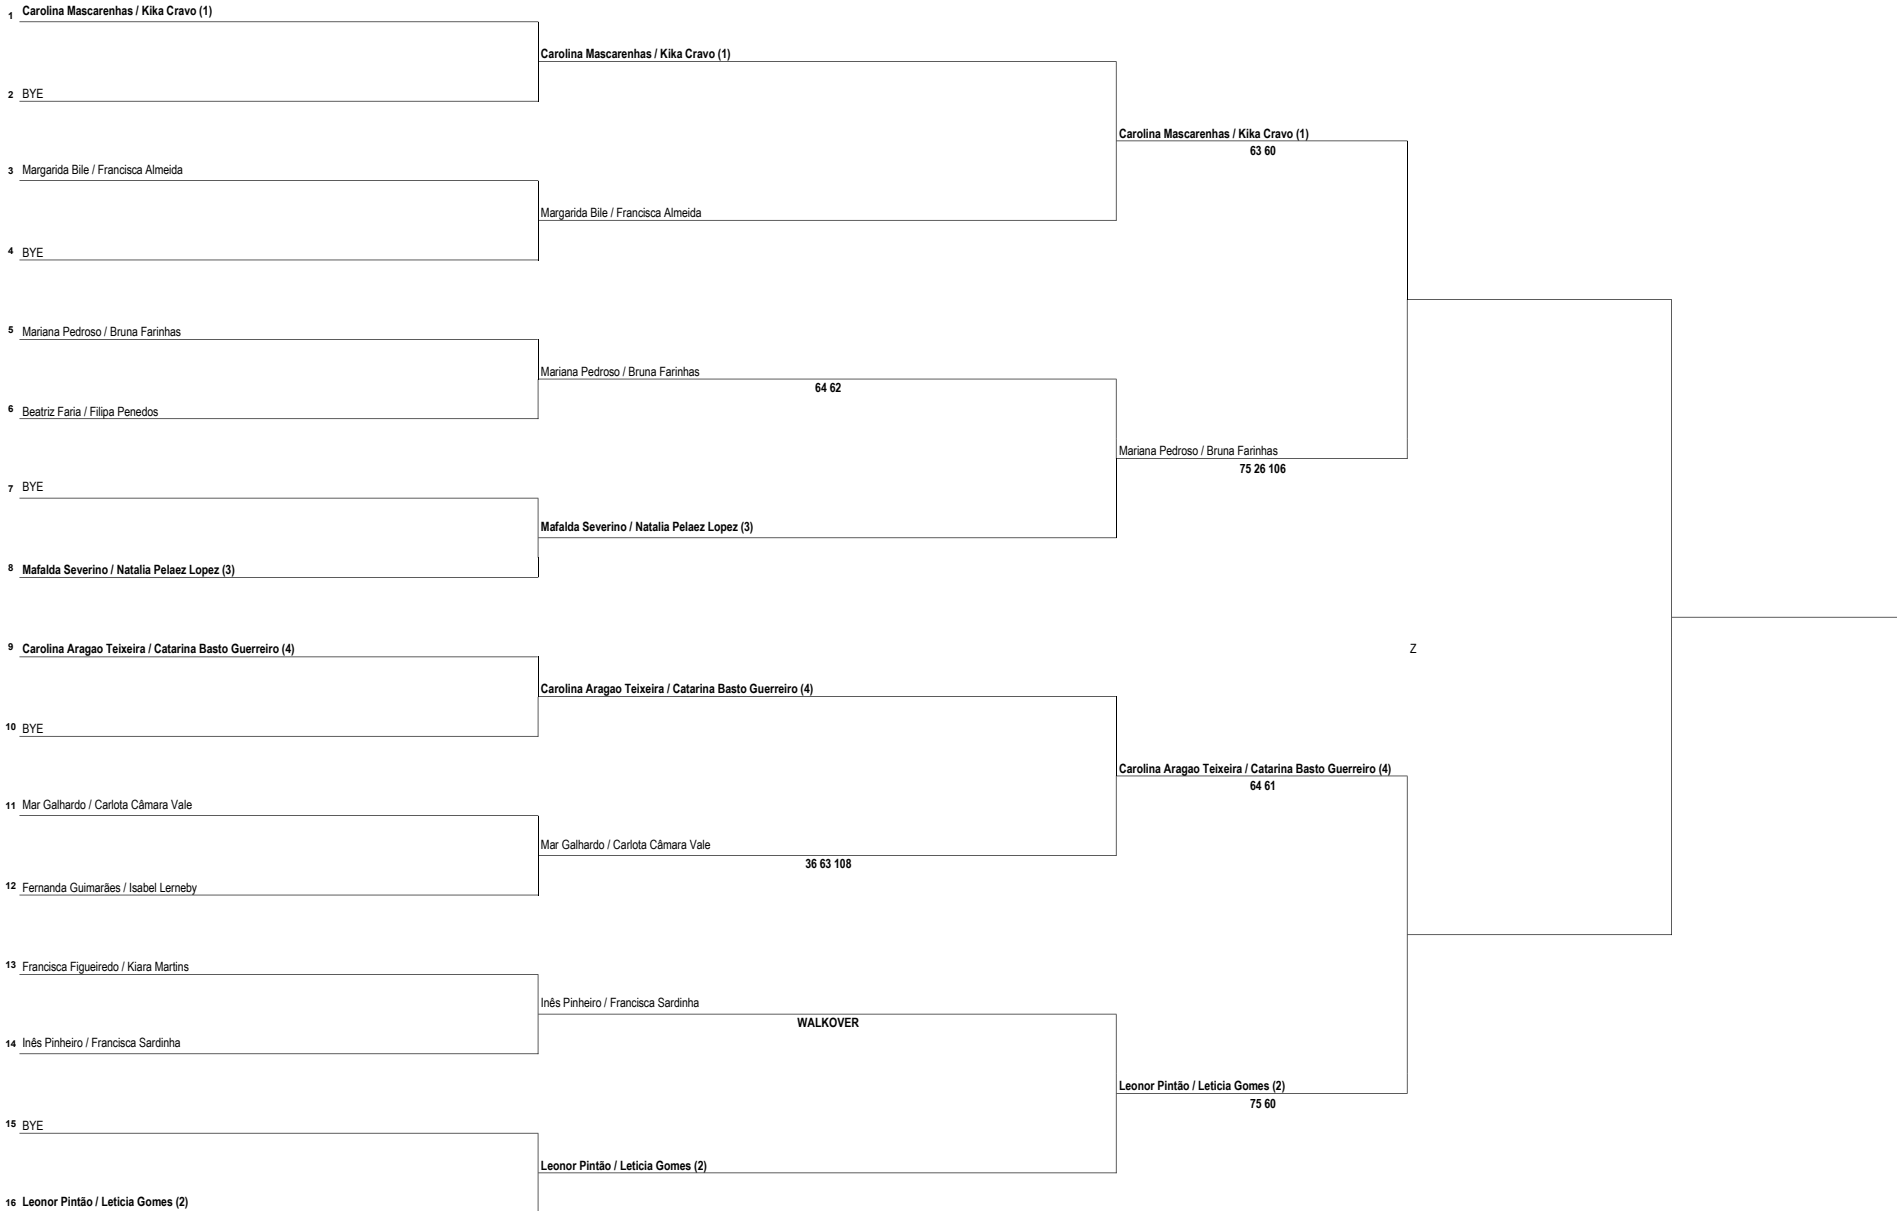 1 Carolina Mascarenhas / Kika Cravo (1)
Carolina Mascarenhas / Kika Cravo (1)
2 BYE
Carolina Mascarenhas / Kika Cravo (1)
63 60
3 Margarida Bile / Francisca Almeida
Margarida Bile / Francisca Almeida
4 BYE
5 Mariana Pedroso / Bruna Farinhas
Mariana Pedroso / Bruna Farinhas
64 62
6 Beatriz Faria / Filipa Penedos
Mariana Pedroso / Bruna Farinhas
75 26 106
7 BYE
Mafalda Severino / Natalia Pelaez Lopez (3)
8 Mafalda Severino / Natalia Pelaez Lopez (3)
9 Carolina Aragao Teixeira / Catarina Basto Guerreiro (4)
Z
Carolina Aragao Teixeira / Catarina Basto Guerreiro (4)
10 BYE
Carolina Aragao Teixeira / Catarina Basto Guerreiro (4)
64 61
11 Mar Galhardo / Carlota Câmara Vale
Mar Galhardo / Carlota Câmara Vale
36 63 108
12 Fernanda Guimarães / Isabel Lerneby
13 Francisca Figueiredo / Kiara Martins
Inês Pinheiro / Francisca Sardinha
WALKOVER
14 Inês Pinheiro / Francisca Sardinha
Leonor Pintão / Leticia Gomes (2)
75 60
15 BYE
Leonor Pintão / Leticia Gomes (2)
16 Leonor Pintão / Leticia Gomes (2)